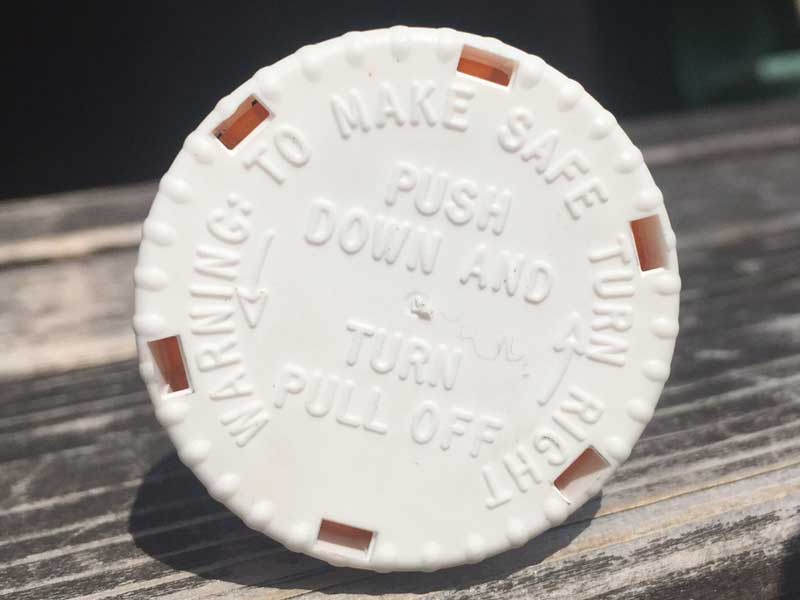 WARNING: TO MAKE SAFE TURN RIGHT
PUSH
DOWN AND
TURN
PULL OFF